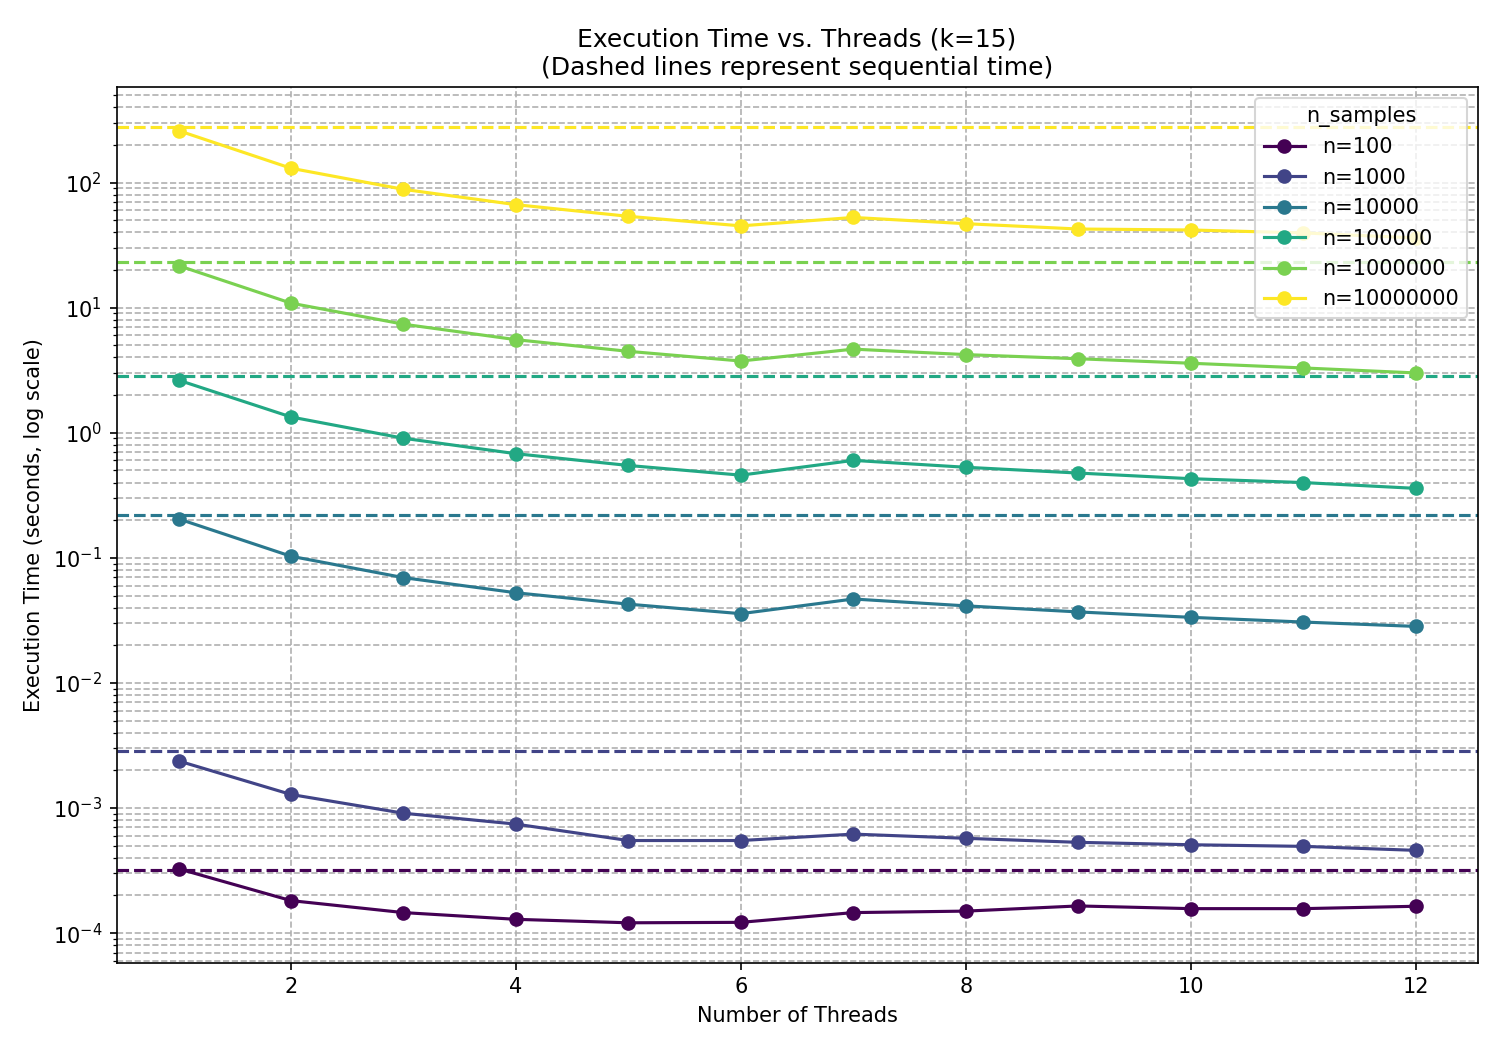 Execution Time vs. Threads (k=15)
(Dashed lines represent sequential time)
n_samples
n=100
n=1000
n=10000
n=100000
n=1000000
n=10000000
Execution Time (seconds, log scale)
10²
10¹
10⁰
10⁻¹
10⁻²
10⁻³
10⁻⁴
2 4 6 8 10 12
Number of Threads